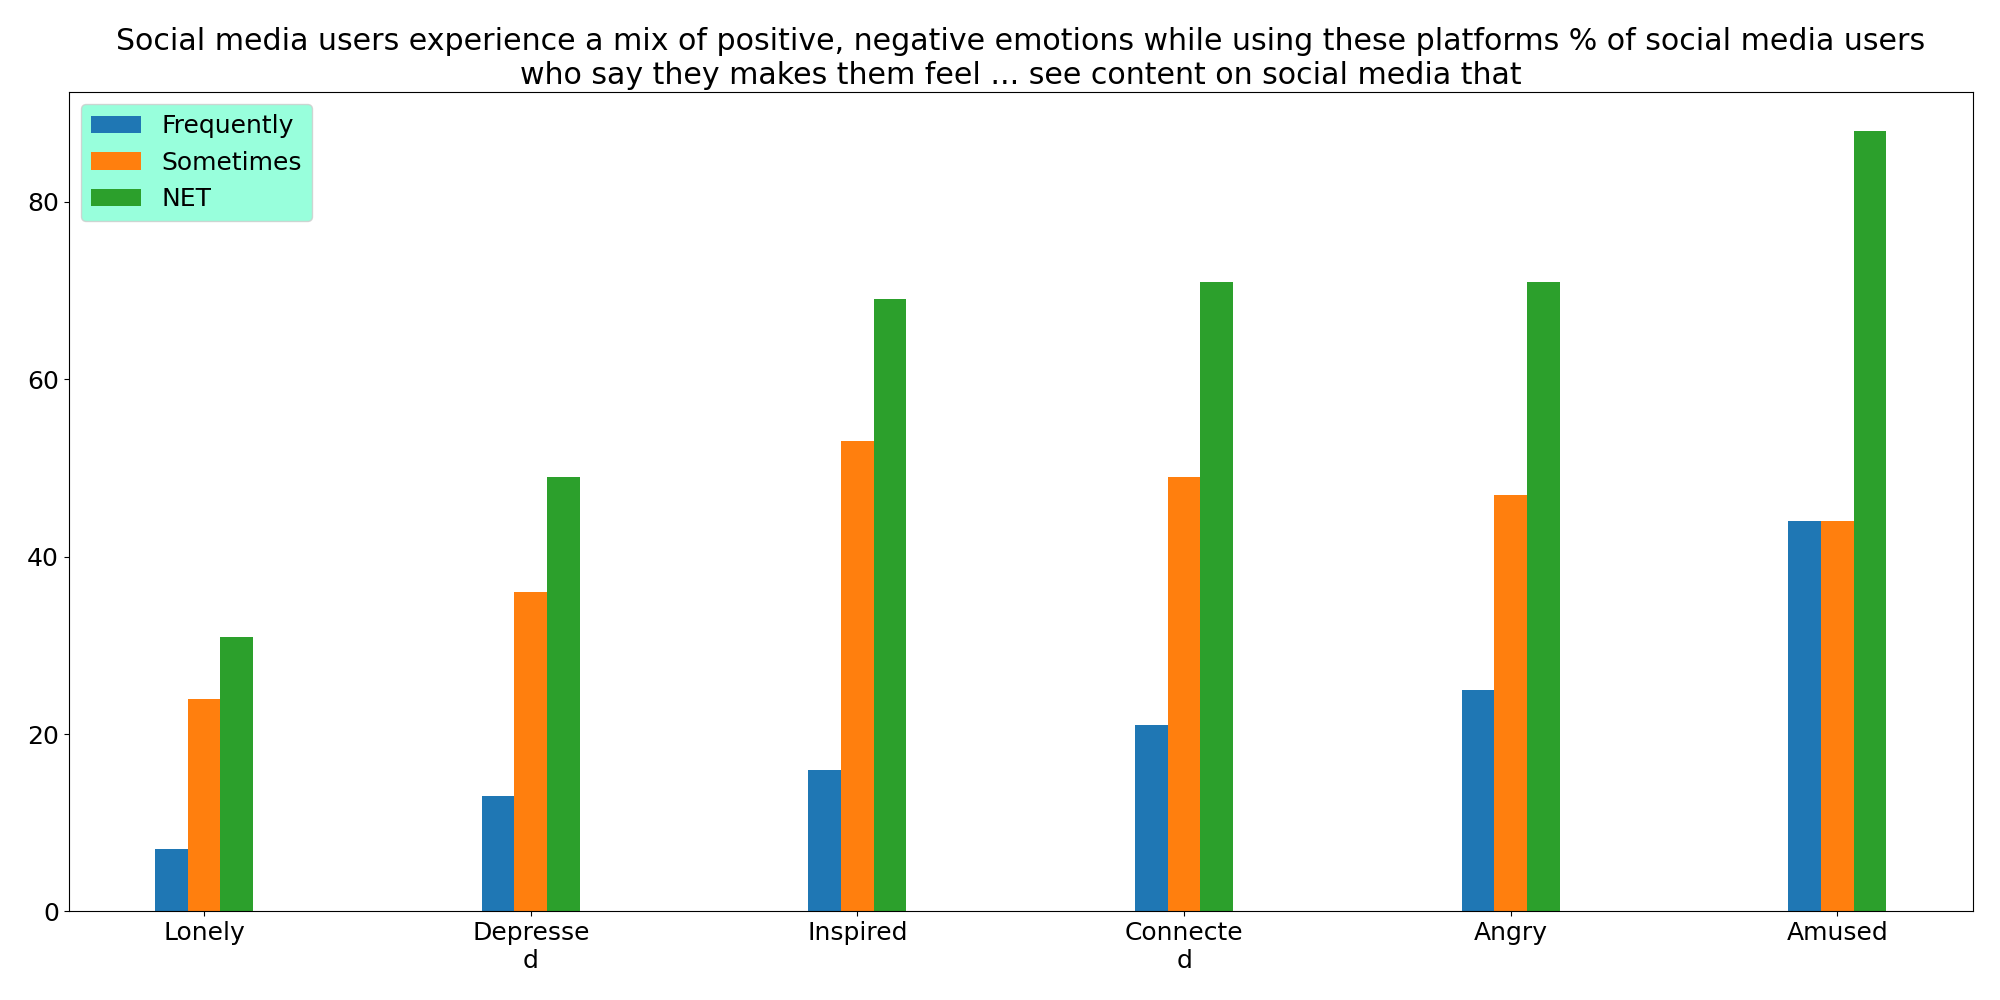 Social media users experience a mix of positive, negative emotions while using these platforms % of social media users
who say they makes them feel ... see content on social media that
Frequently
Sometimes
NET
80
60
40
20
0
Lonely
Depresse
d
Inspired
Connecte
d
Angry
Amused